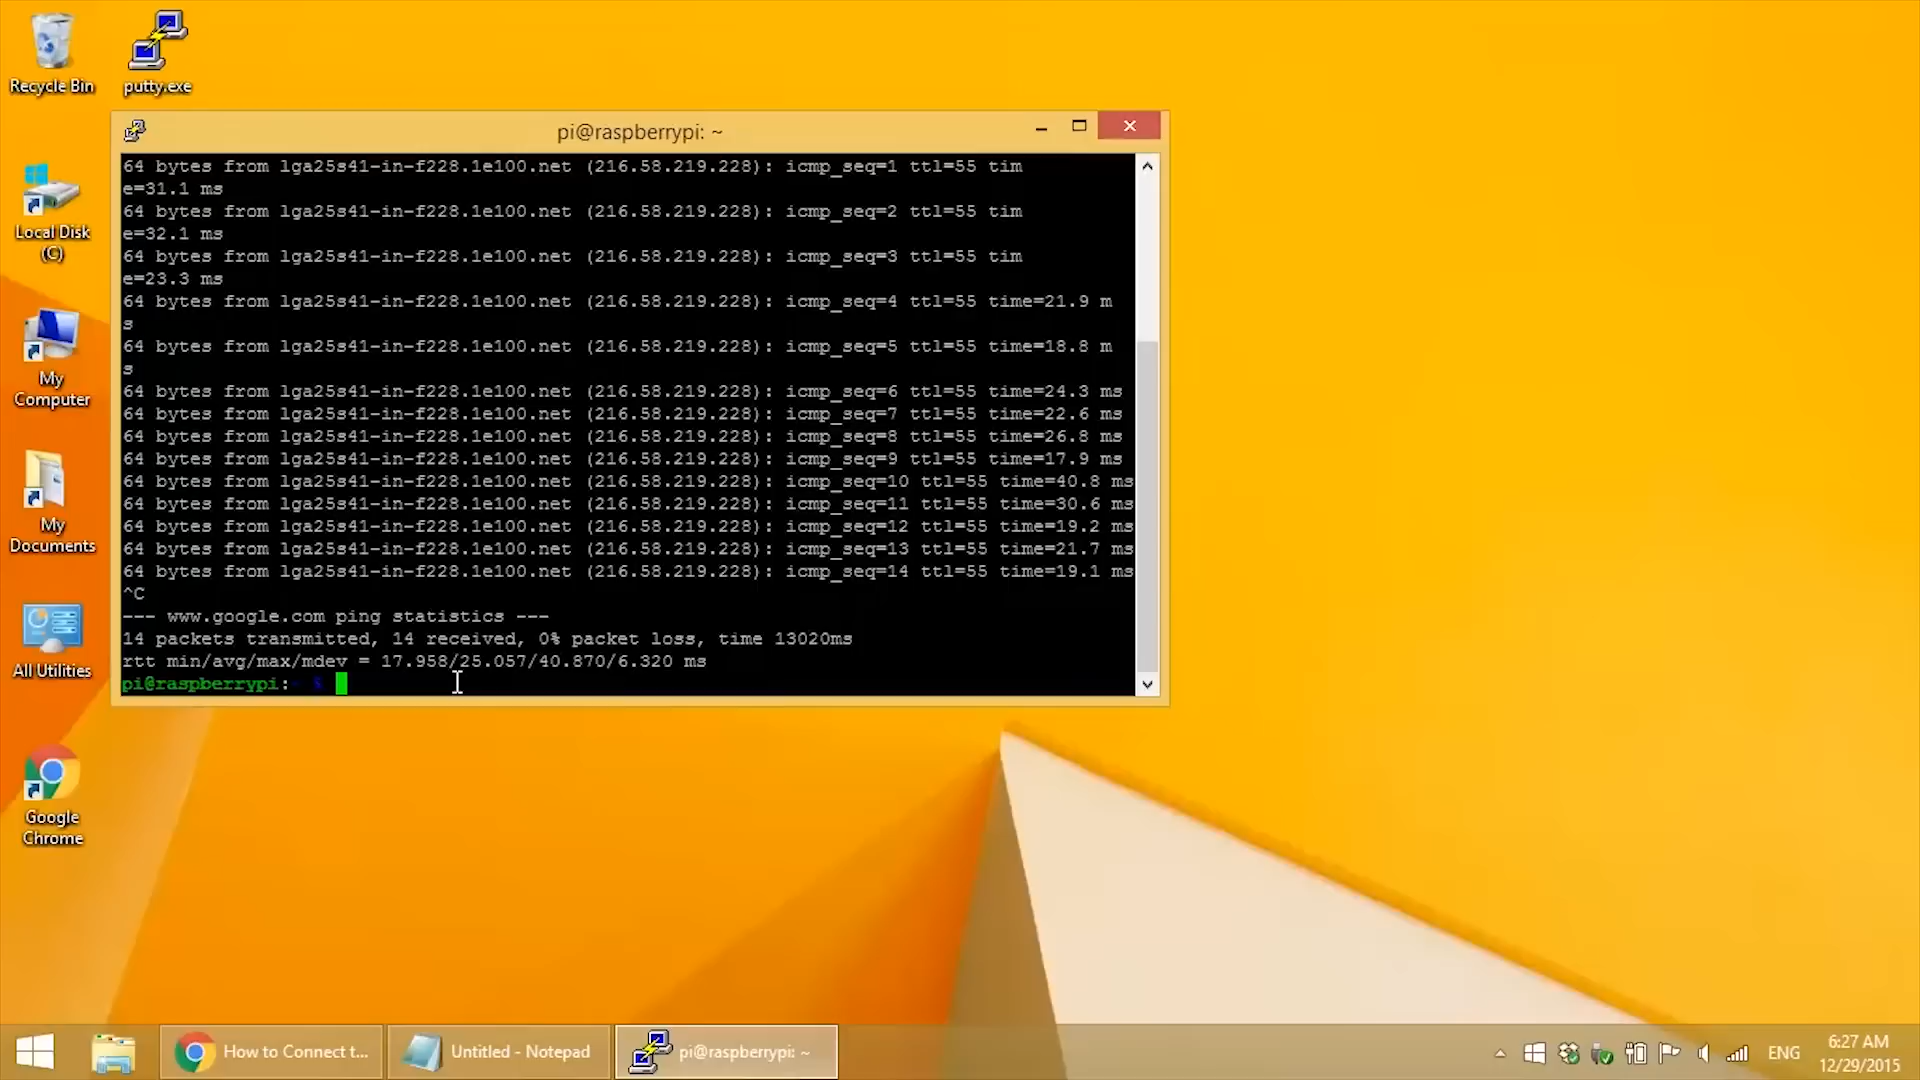 Recycle Bin
putty.exe
Local Disk
(C)
My
Computer
My
Documents
All Utilities
Google
Chrome
pi@raspberrypi: ~
64 bytes from lga25s41-in-f228.1e100.net (216.58.219.228): icmp_seq=1 ttl=55 tim
e=31.1 ms
64 bytes from lga25s41-in-f228.1e100.net (216.58.219.228): icmp_seq=2 ttl=55 tim
e=32.1 ms
64 bytes from lga25s41-in-f228.1e100.net (216.58.219.228): icmp_seq=3 ttl=55 tim
e=23.3 ms
64 bytes from lga25s41-in-f228.1e100.net (216.58.219.228): icmp_seq=4 ttl=55 time=21.9 m
s
64 bytes from lga25s41-in-f228.1e100.net (216.58.219.228): icmp_seq=5 ttl=55 time=18.8 m
s
64 bytes from lga25s41-in-f228.1e100.net (216.58.219.228): icmp_seq=6 ttl=55 time=24.3 ms
64 bytes from lga25s41-in-f228.1e100.net (216.58.219.228): icmp_seq=7 ttl=55 time=22.6 ms
64 bytes from lga25s41-in-f228.1e100.net (216.58.219.228): icmp_seq=8 ttl=55 time=26.8 ms
64 bytes from lga25s41-in-f228.1e100.net (216.58.219.228): icmp_seq=9 ttl=55 time=17.9 ms
64 bytes from lga25s41-in-f228.1e100.net (216.58.219.228): icmp_seq=10 ttl=55 time=40.8 ms
64 bytes from lga25s41-in-f228.1e100.net (216.58.219.228): icmp_seq=11 ttl=55 time=30.6 ms
64 bytes from lga25s41-in-f228.1e100.net (216.58.219.228): icmp_seq=12 ttl=55 time=19.2 ms
64 bytes from lga25s41-in-f228.1e100.net (216.58.219.228): icmp_seq=13 ttl=55 time=21.7 ms
64 bytes from lga25s41-in-f228.1e100.net (216.58.219.228): icmp_seq=14 ttl=55 time=19.1 ms
^C
--- www.google.com ping statistics ---
14 packets transmitted, 14 received, 0% packet loss, time 13020ms
rtt min/avg/max/mdev = 17.958/25.057/40.870/6.320 ms
pi@raspberrypi:~ $
How to Connect t...
Untitled - Notepad
pi@raspberrypi: ~
ENG
6:27 AM
12/29/2015